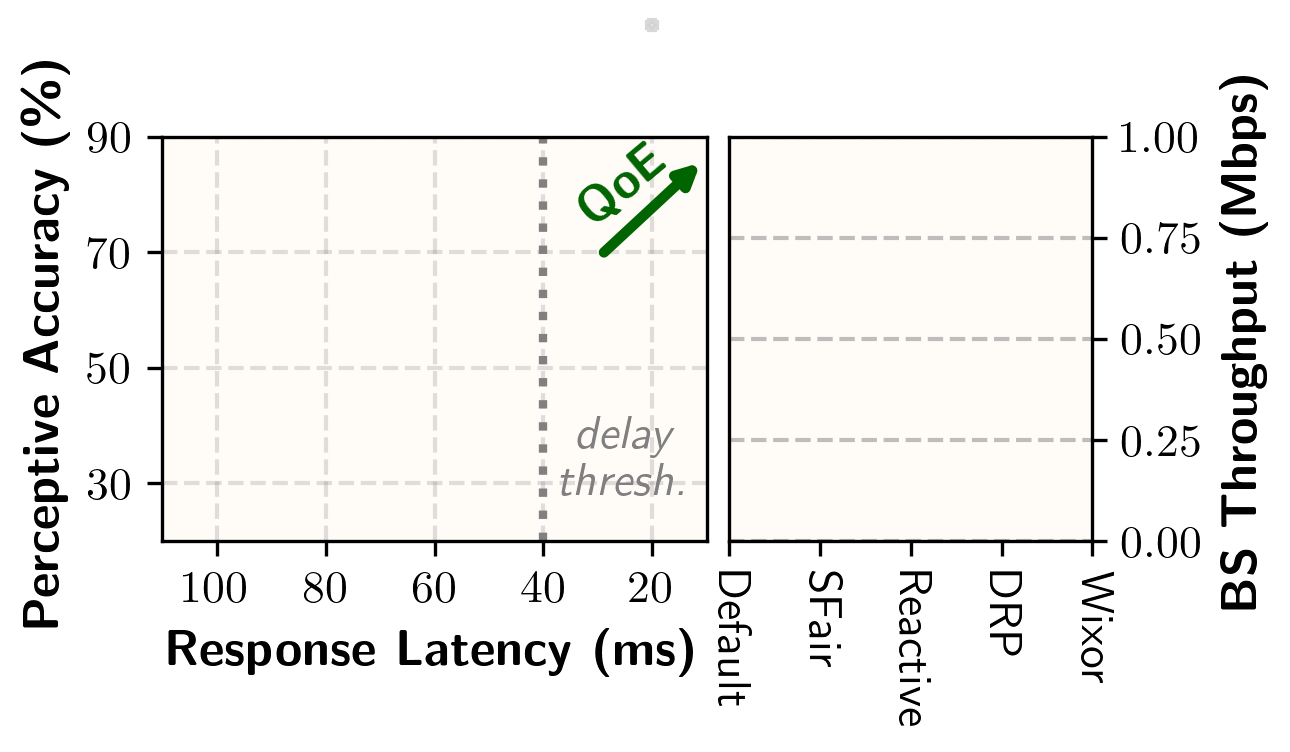 Perceptive Accuracy (%)
90
70
50
30
QoE
delay
thresh.
100 80 60 40 20
Response Latency (ms)
1.00
0.75
0.50
0.25
0.00
BS Throughput (Mbps)
Default
SFair
Reactive
DRP
Wixor